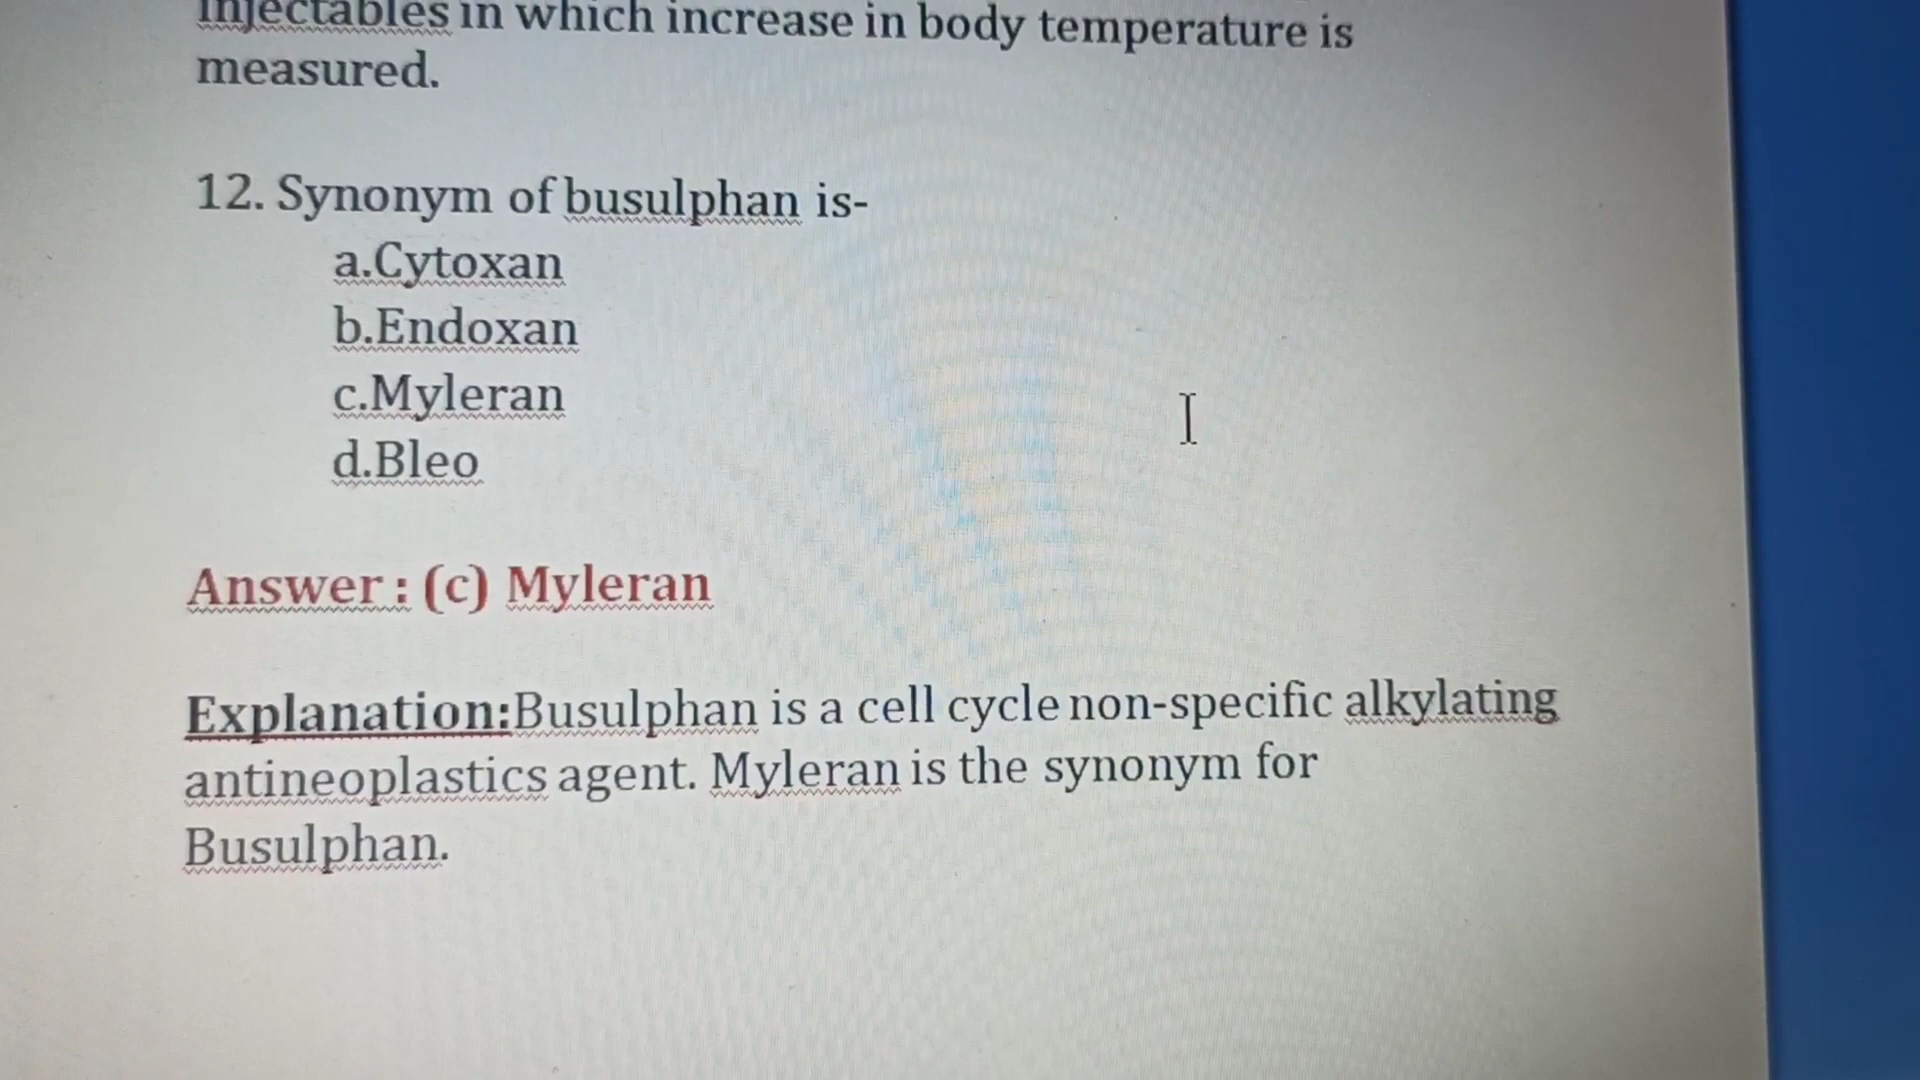 Injectables in which increase in body temperature is
measured.
12. Synonym of busulphan is-
a.Cytoxan
b.Endoxan
c.Myleran
d.Bleo
Answer : (c) Myleran
Explanation:Busulphan is a cell cycle non-specific alkylating
antineoplastics agent. Myleran is the synonym for
Busulphan.